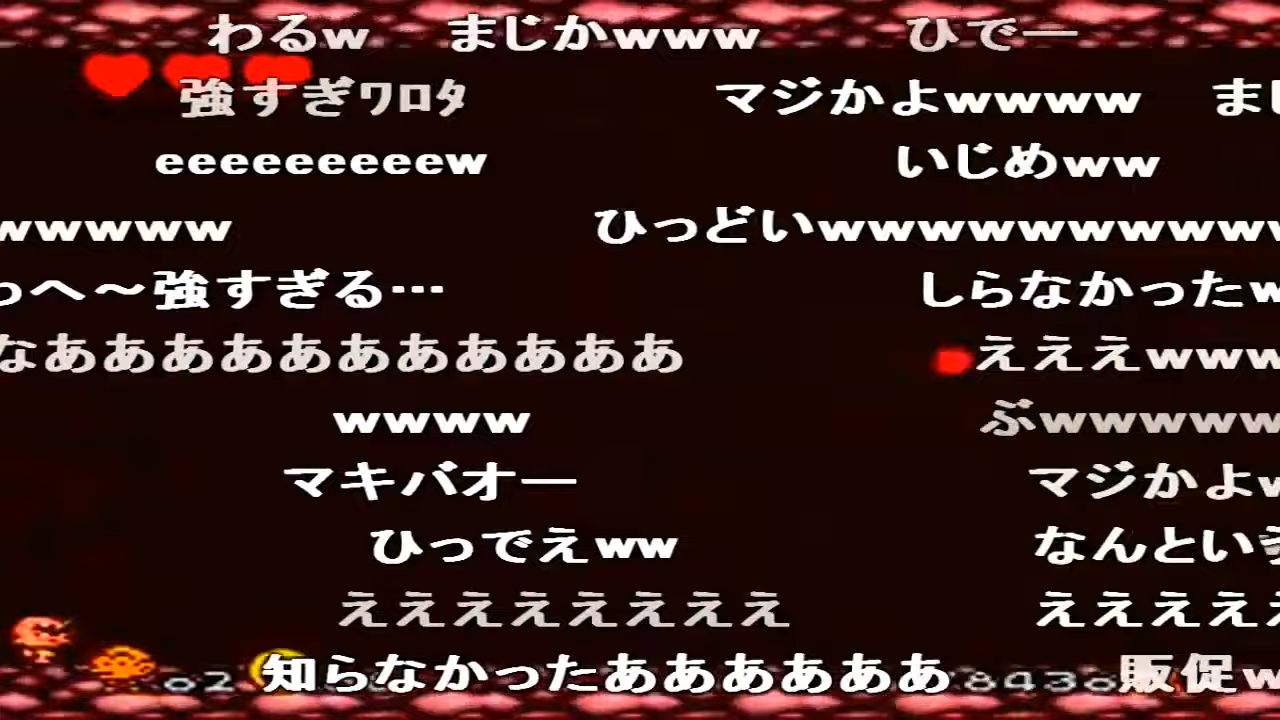 わるw まじかwww ひでー
強すぎﾜﾛﾀ マジかよwwww
eeeeeeeeew いじめww
wwwwww ひっどいwwwwwwwwwwww
っへ～強すぎる… しらなかったw
なあああああああああああ えええwww
wwww ぶwwwwww
マキバオー マジかよw
ひっでえww なんとい
ええええええええ ええええ
知らなかったああああああ 販促w
02 8436